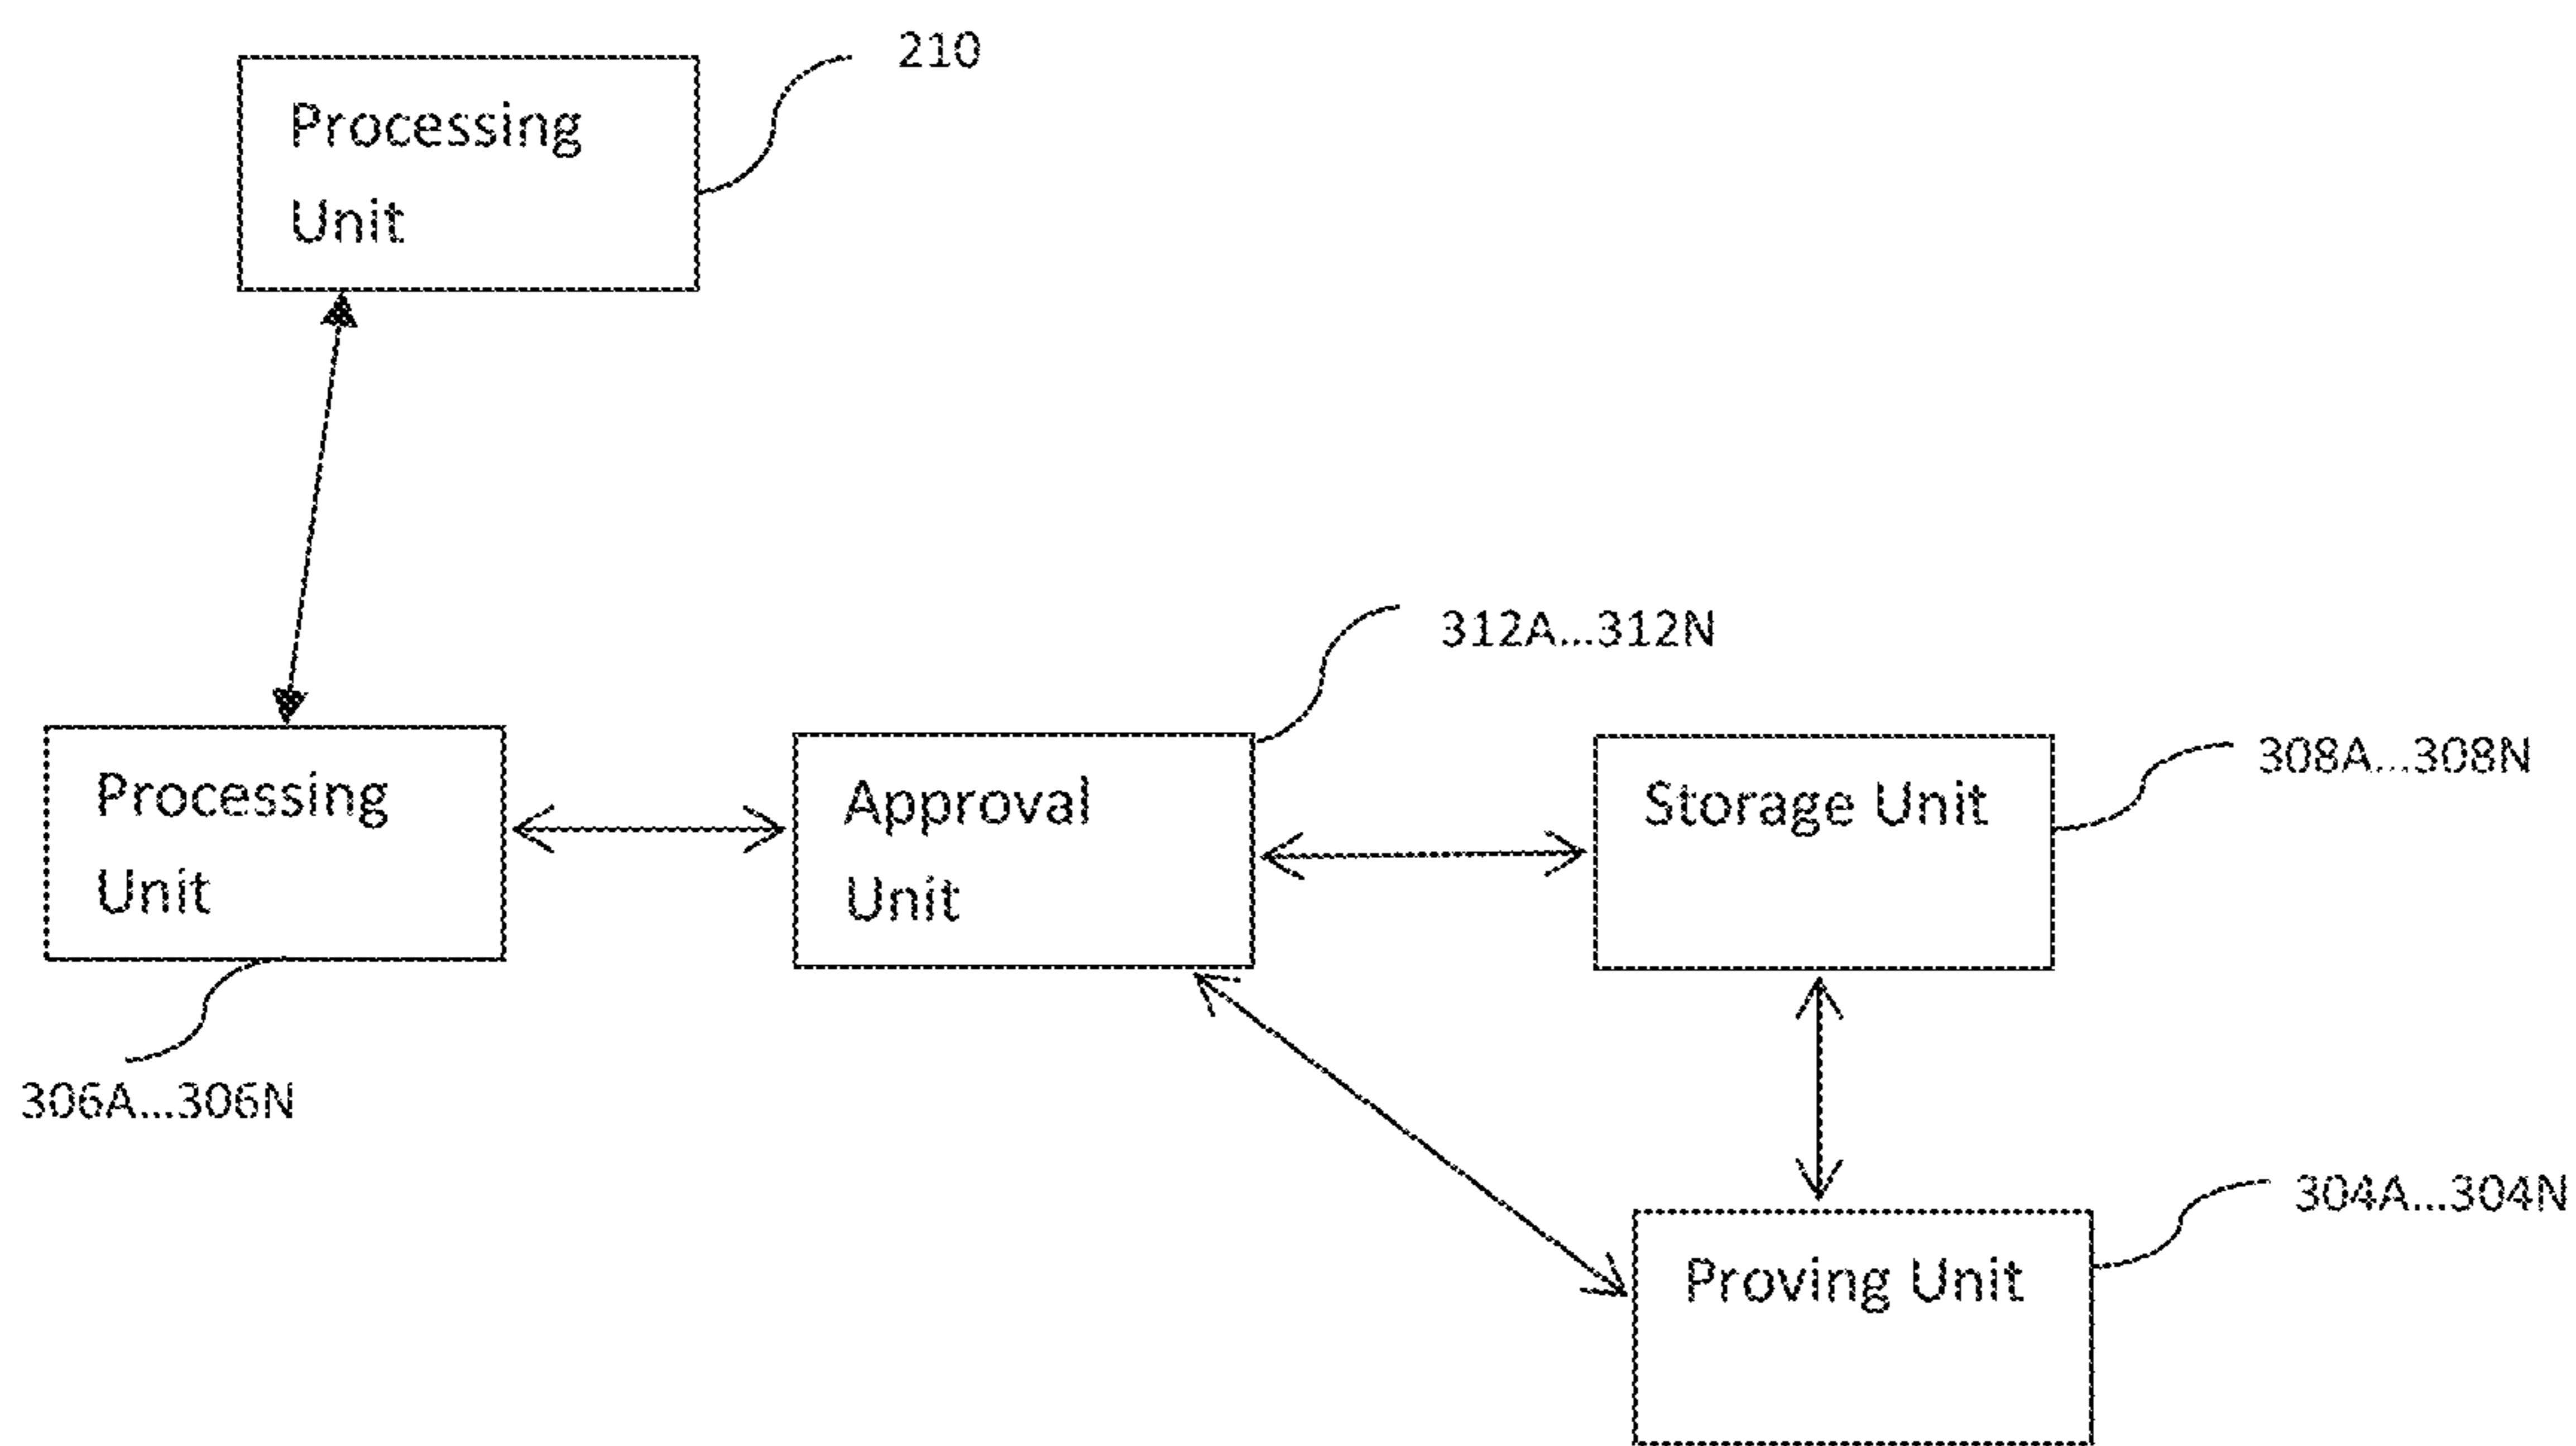 210
Processing
Unit
312A...312N
308A...308N
Processing
Unit
Approval
Unit
Storage Unit
306A...306N
304A...304N
Proving Unit